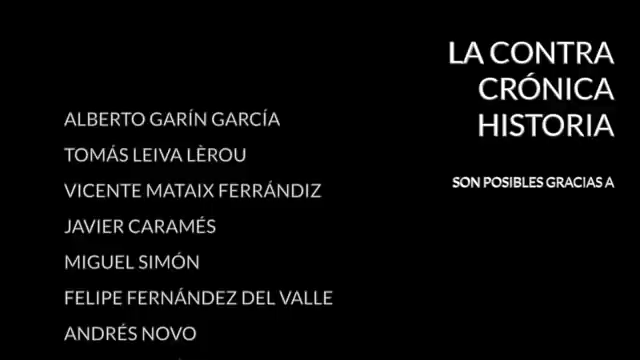 LA CONTRA
CRÓNICA
HISTORIA
SON POSIBLES GRACIAS A
ALBERTO GARÍN GARCÍA
TOMÁS LEIVA LÈROU
VICENTE MATAIX FERRÁNDIZ
JAVIER CARAMÉS
MIGUEL SIMÓN
FELIPE FERNÁNDEZ DEL VALLE
ANDRÉS NOVO